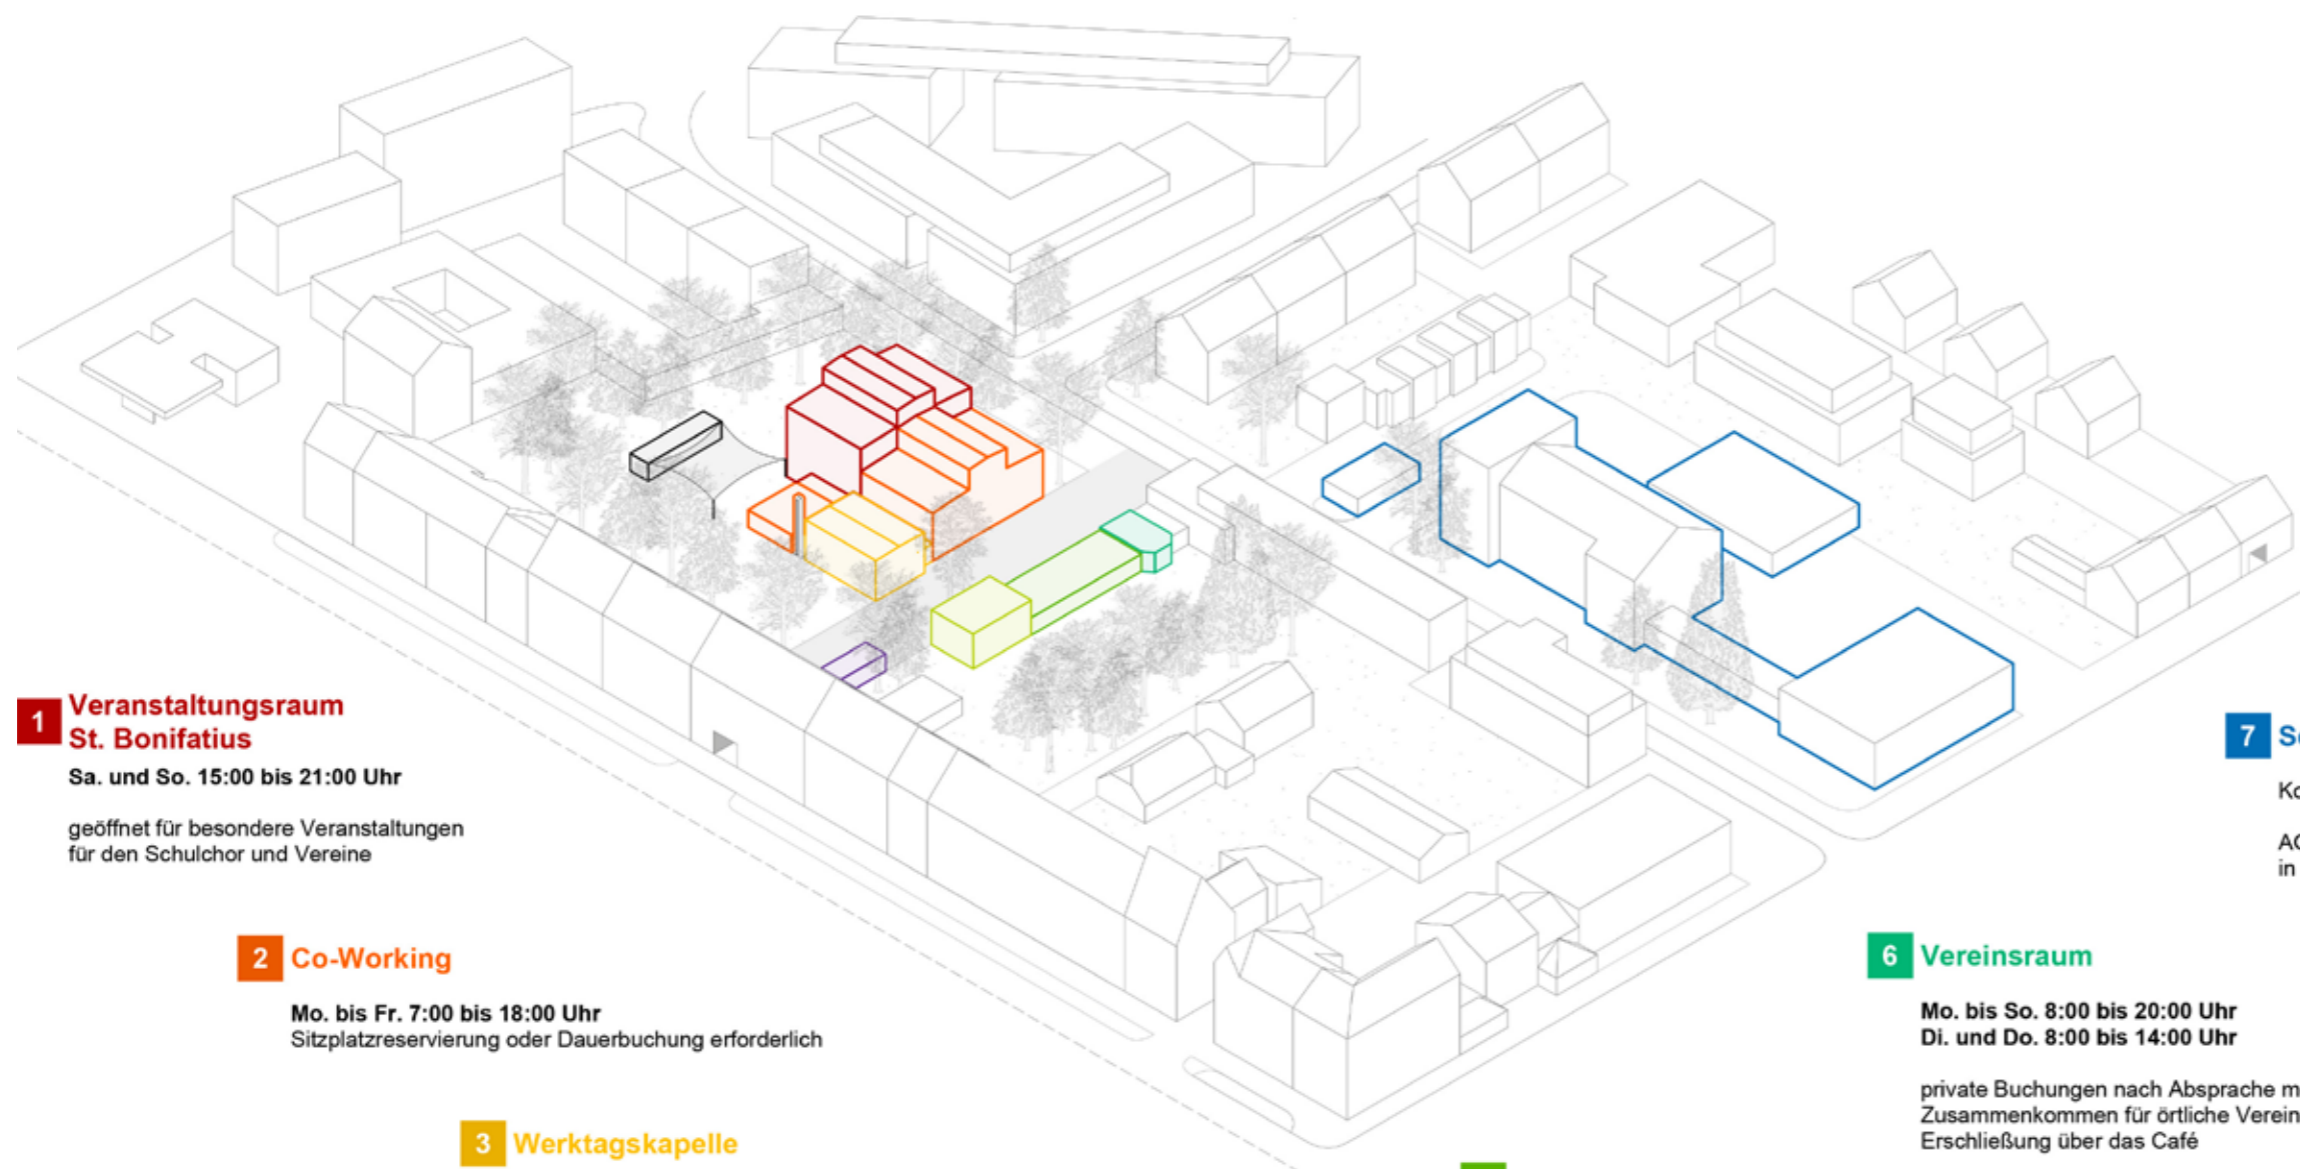 1 Veranstaltungsraum
St. Bonifatius
Sa. und So. 15:00 bis 21:00 Uhr
geöffnet für besondere Veranstaltungen
für den Schulchor und Vereine
2 Co-Working
Mo. bis Fr. 7:00 bis 18:00 Uhr
Sitzplatzreservierung oder Dauerbuchung erforderlich
3 Werktagskapelle
6 Vereinsraum
Mo. bis So. 8:00 bis 20:00 Uhr
Di. und Do. 8:00 bis 14:00 Uhr
private Buchungen nach Absprache
Zusammenkommen für örtliche
Erschließung über das Café
7
in